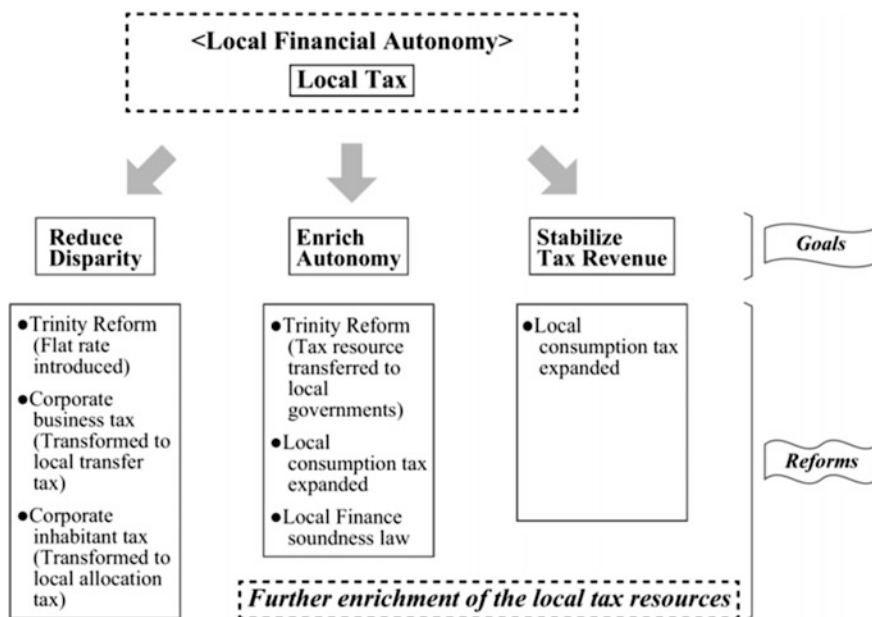 <Local Financial Autonomy>
Local Tax
Reduce
Disparity
Enrich
Autonomy
Stabilize
Tax Revenue
Goals
●Trinity Reform
(Flat rate
introduced)
●Corporate
business tax
(Transformed to
local transfer
tax)
●Corporate
inhabitant tax
(Transformed to
local allocation
tax)
●Trinity Reform
(Tax resource
transferred to
local
governments)
●Local
consumption tax
expanded
●Local Finance
soundness law
●Local
consumption tax
expanded
Reforms
Further enrichment of the local tax resources